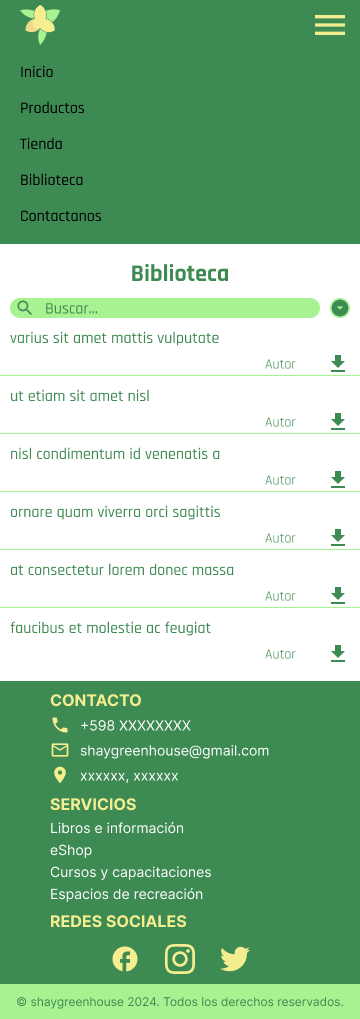 Inicio
Productos
Tienda
Biblioteca
Contactanos
Biblioteca
Buscar...
varius sit amet mattis vulputate
Autor
ut etiam sit amet nisl
Autor
nisl condimentum id venenatis a
Autor
ornare quam viverra orci sagittis
Autor
at consectetur lorem donec massa
Autor
faucibus et molestie ac feugiat
Autor
CONTACTO
+598 XXXXXXXX
shaygreenhouse@gmail.com
xxxxxx, xxxxxx
SERVICIOS
Libros e información
eShop
Cursos y capacitaciones
Espacios de recreación
REDES SOCIALES
© shaygreenhouse 2024. Todos los derechos reservados.